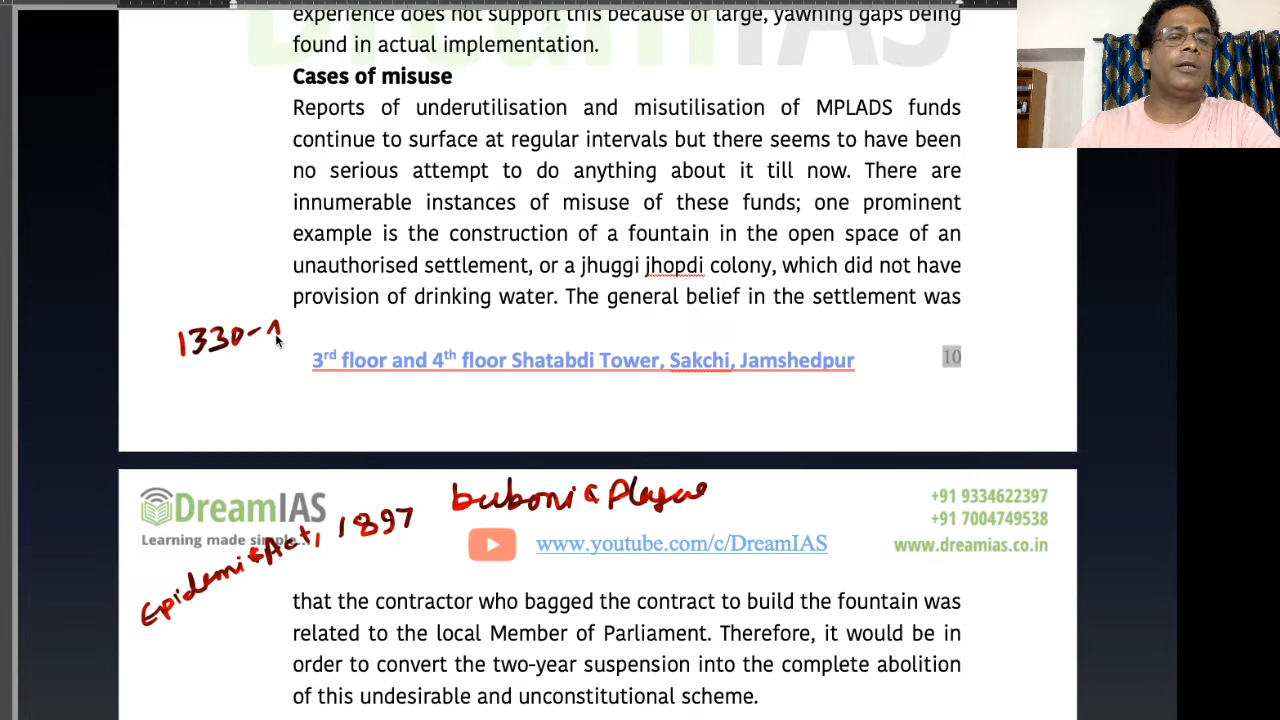 experience does not support this because of large, yawning gaps being
found in actual implementation.
Cases of misuse
Reports of underutilisation and misutilisation of MPLADS funds
continue to surface at regular intervals but there seems to have been
no serious attempt to do anything about it till now. There are
innumerable instances of misuse of these funds; one prominent
example is the construction of a fountain in the open space of an
unauthorised settlement, or a jhuggi jhopdi colony, which did not have
provision of drinking water. The general belief in the settlement was
1330-1
3rd floor and 4th floor Shatabdi Tower, Sakchi, Jamshedpur
10
DreamIAS
Learning made simple...
Epidemic Act, 1897
bubonic Plague
www.youtube.com/c/DreamIAS
+91 9334622397
+91 7004749538
www.dreamias.co.in
that the contractor who bagged the contract to build the fountain was
related to the local Member of Parliament. Therefore, it would be in
order to convert the two-year suspension into the complete abolition
of this undesirable and unconstitutional scheme.